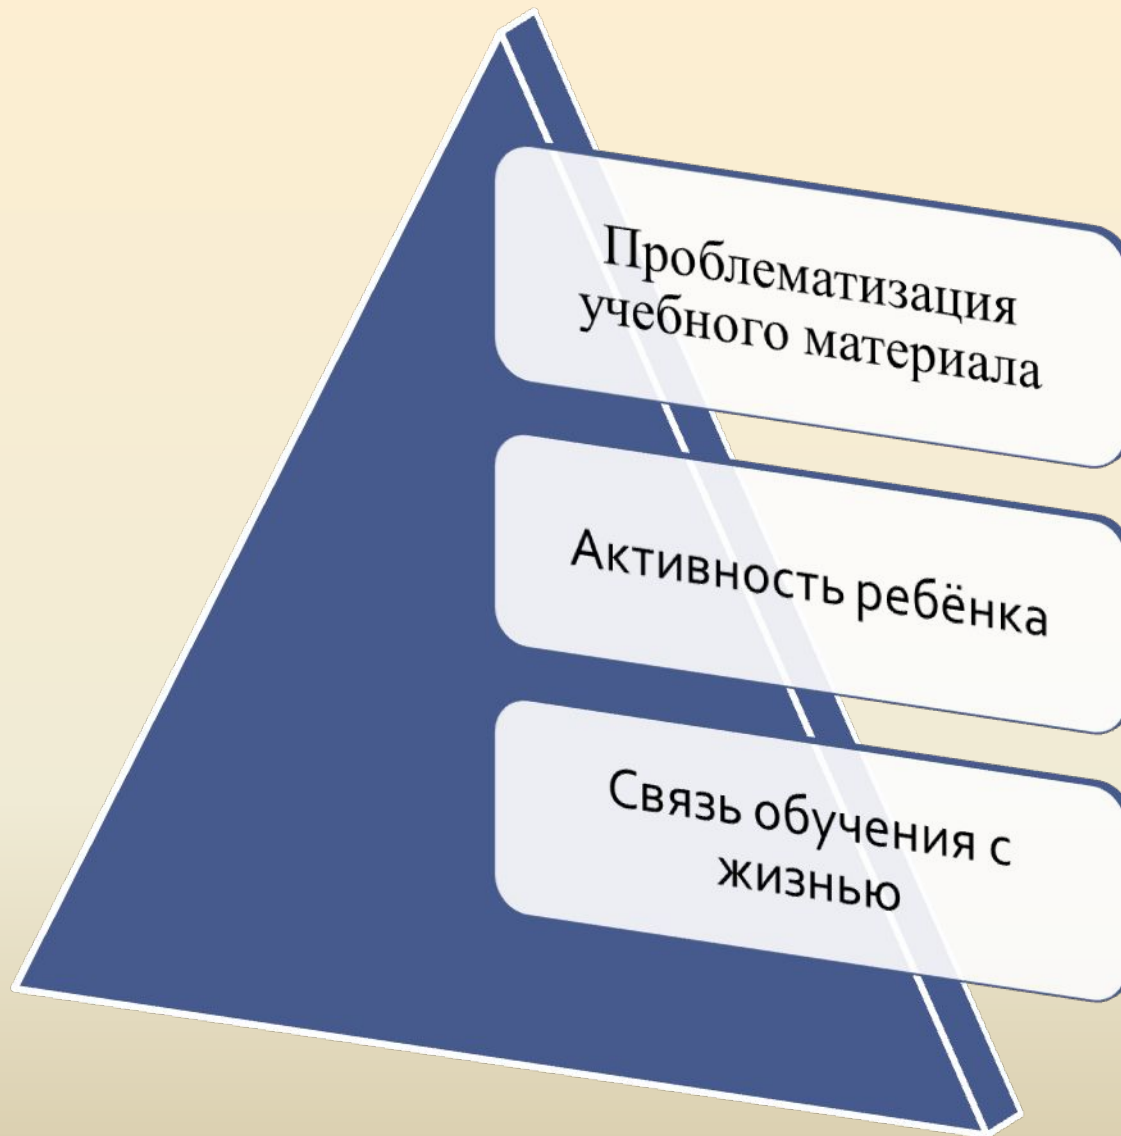 Проблематизация
учебного материала
Активность ребёнка
Связь обучения с
жизнью